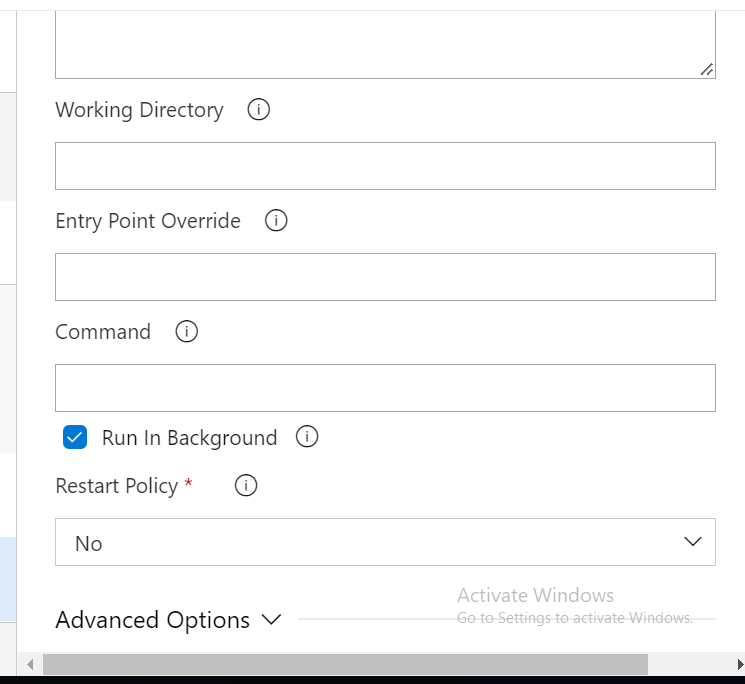 Working Directory
Entry Point Override
Command
Run In Background
Restart Policy *
No
Activate Windows
Advanced Options
Go to Settings to activate Windows.